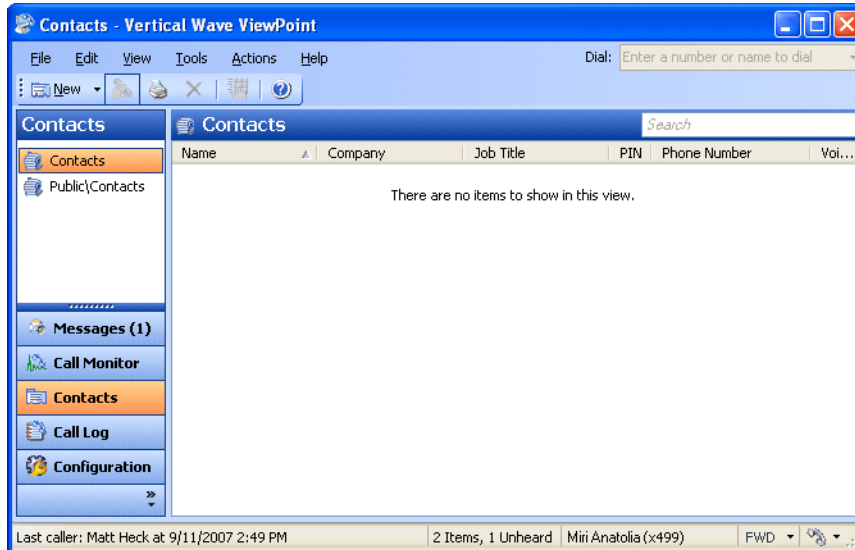 Contacts - Vertical Wave ViewPoint
File Edit View Tools Actions Help Dial: Enter a number or name to dial
New
Contacts
Contacts
Public\Contacts
Messages (1)
Call Monitor
Contacts
Call Log
Configuration
Contacts Search
Name Company Job Title PIN Phone Number Voi...
There are no items to show in this view.
Last caller: Matt Heck at 9/11/2007 2:49 PM 2 Items, 1 Unheard Miri Anatolia (x499) FWD